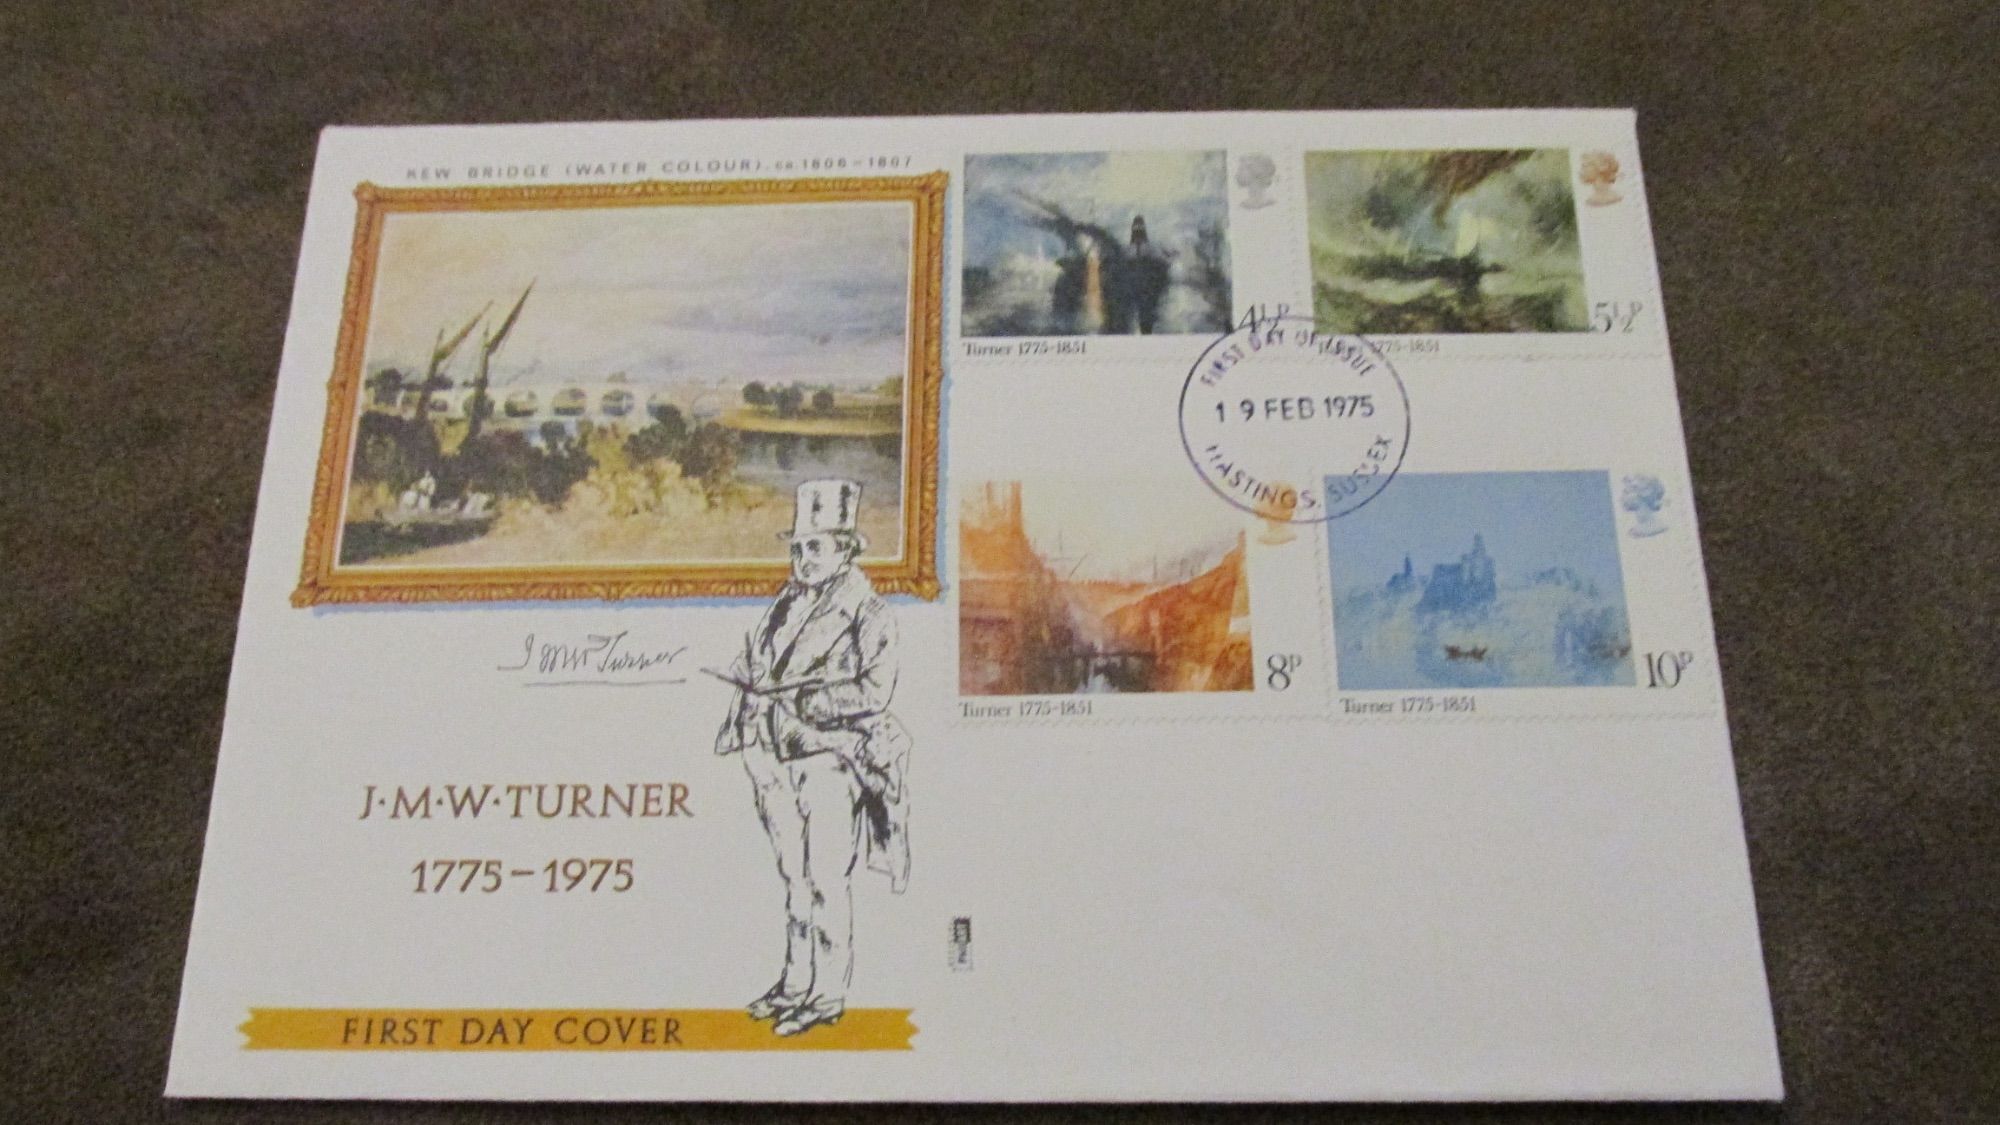 KEW BRIDGE (WATER COLOUR). ca. 1806-1807
J M W Turner
J·M·W·TURNER
1775-1975
FIRST DAY COVER
4½P
Turner 1775-1851
5½P
Turner 1775-1851
FIRST DAY OF ISSUE
19 FEB 1975
HASTINGS, SUSSEX
8P
Turner 1775-1851
10P
Turner 1775-1851